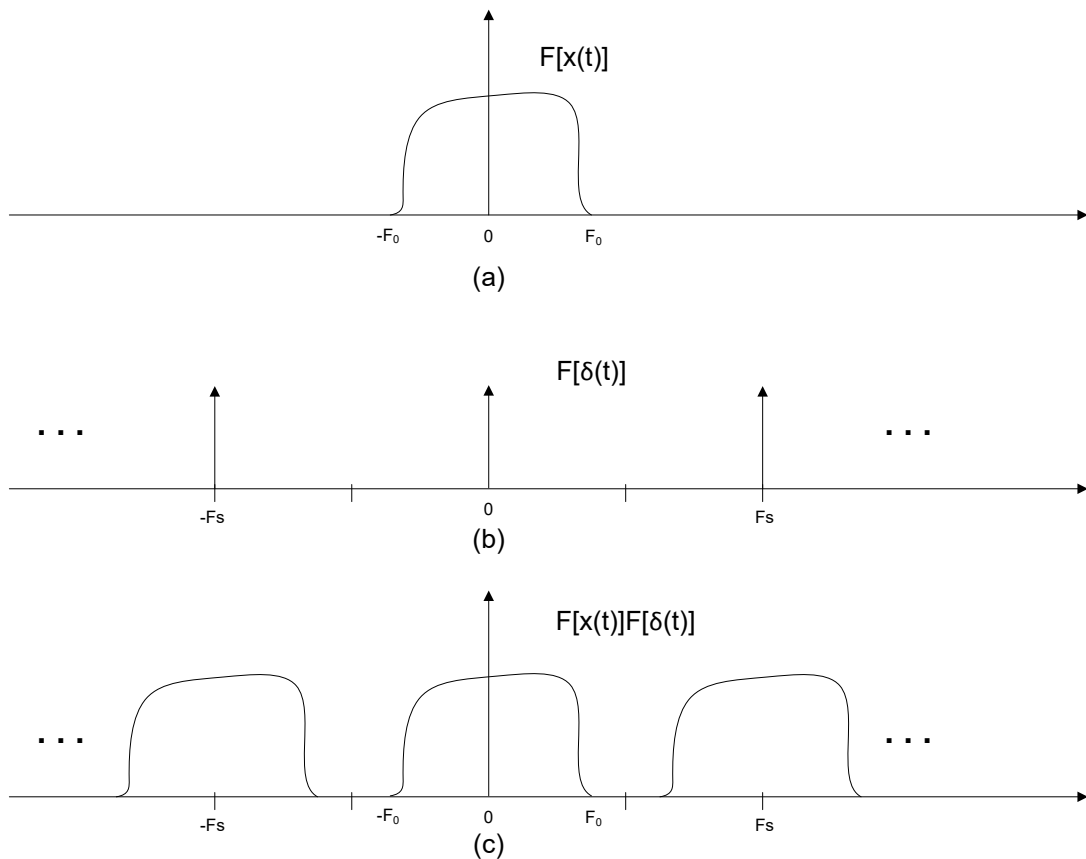 F[x(t)]
-F₀ 0 F₀
(a)
F[δ(t)]
. . . . . .
-Fs 0 Fs
(b)
F[x(t)]F[δ(t)]
. . . . . .
-Fs -F₀ 0 F₀ Fs
(c)